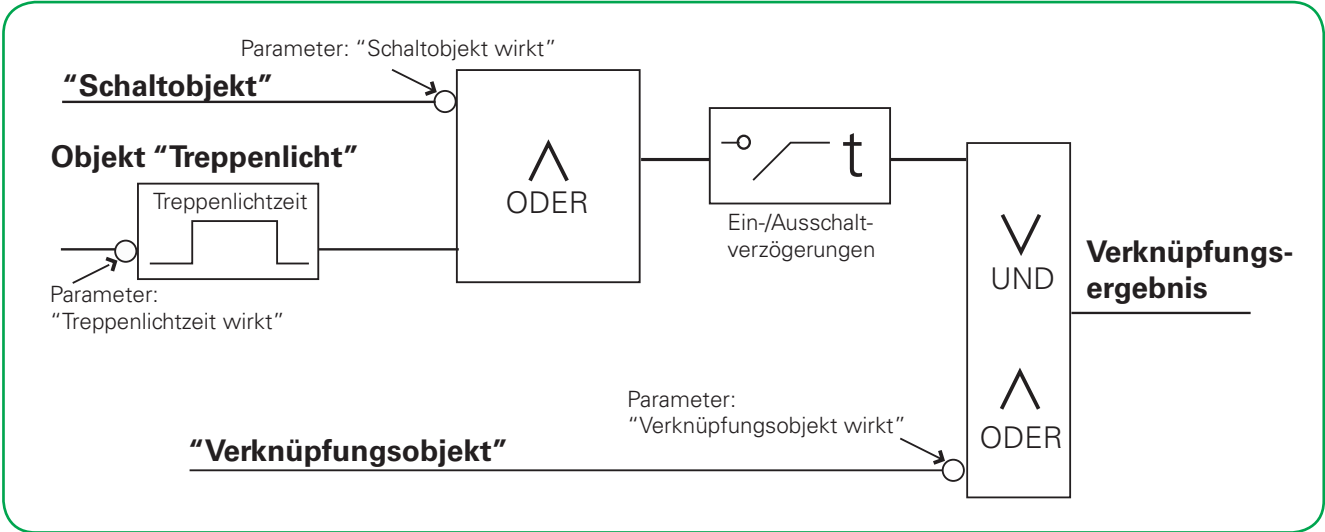 Parameter: “Schaltobjekt wirkt”
“Schaltobjekt”
Objekt “Treppenlicht”
Treppenlichtzeit
Parameter:
“Treppenlichtzeit wirkt”
ODER
t
Ein-/Ausschalt-
verzögerungen
UND
ODER
Verknüpfungs-
ergebnis
Parameter:
“Verknüpfungsobjekt wirkt”
“Verknüpfungsobjekt”